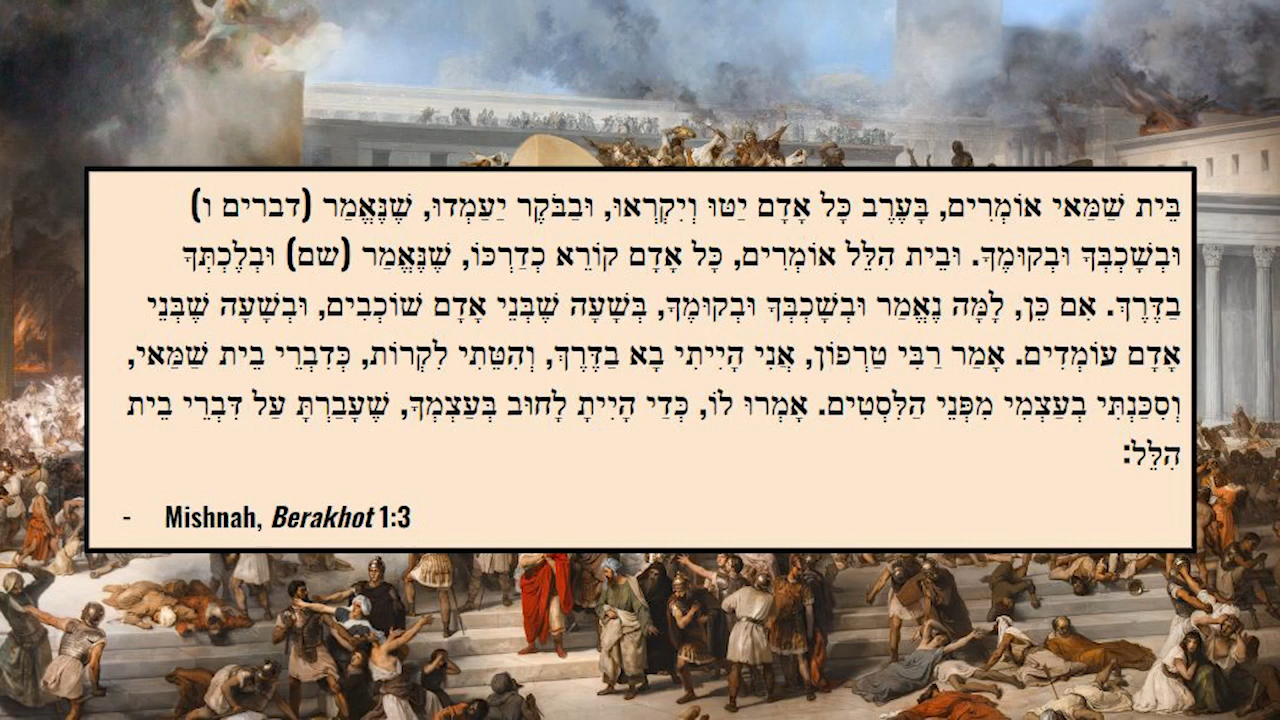 בֵּית שַׁמַּאי אוֹמְרִים, בָּעֶרֶב כָּל אָדָם יַטּוּ וְיִקְרְאוּ, וּבַבֹּקֶר יַעַמְדוּ, שֶׁנֶּאֱמַר (דברים ו)
וּבְשָׁכְבְּךָ וּבְקוּמֶךָ. וּבֵית הִלֵּל אוֹמְרִים, כָּל אָדָם קוֹרֵא כְדַרְכּוֹ, שֶׁנֶּאֱמַר (שם) וּבְלֶכְתְּךָ
בַדֶּרֶךְ. אִם כֵּן, לָמָּה נֶאֱמַר וּבְשָׁכְבְּךָ וּבְקוּמֶךָ, בְּשָׁעָה שֶׁבְּנֵי אָדָם שׁוֹכְבִים, וּבְשָׁעָה שֶׁבְּנֵי
אָדָם עוֹמְדִים. אָמַר רַבִּי טַרְפוֹן, אֲנִי הָיִיתִי בָא בַדֶּרֶךְ, וְהִטֵּתִי לִקְרוֹת, כְּדִבְרֵי בֵית שַׁמַּאי,
וְסִכַּנְתִּי בְעַצְמִי מִפְּנֵי הַלִּסְטִים. אָמְרוּ לוֹ, כְּדַי הָיִיתָ לָחוּב בְּעַצְמְךָ, שֶׁעָבַרְתָּ עַל דִּבְרֵי בֵית
הִלֵּל:
- Mishnah, Berakhot 1:3